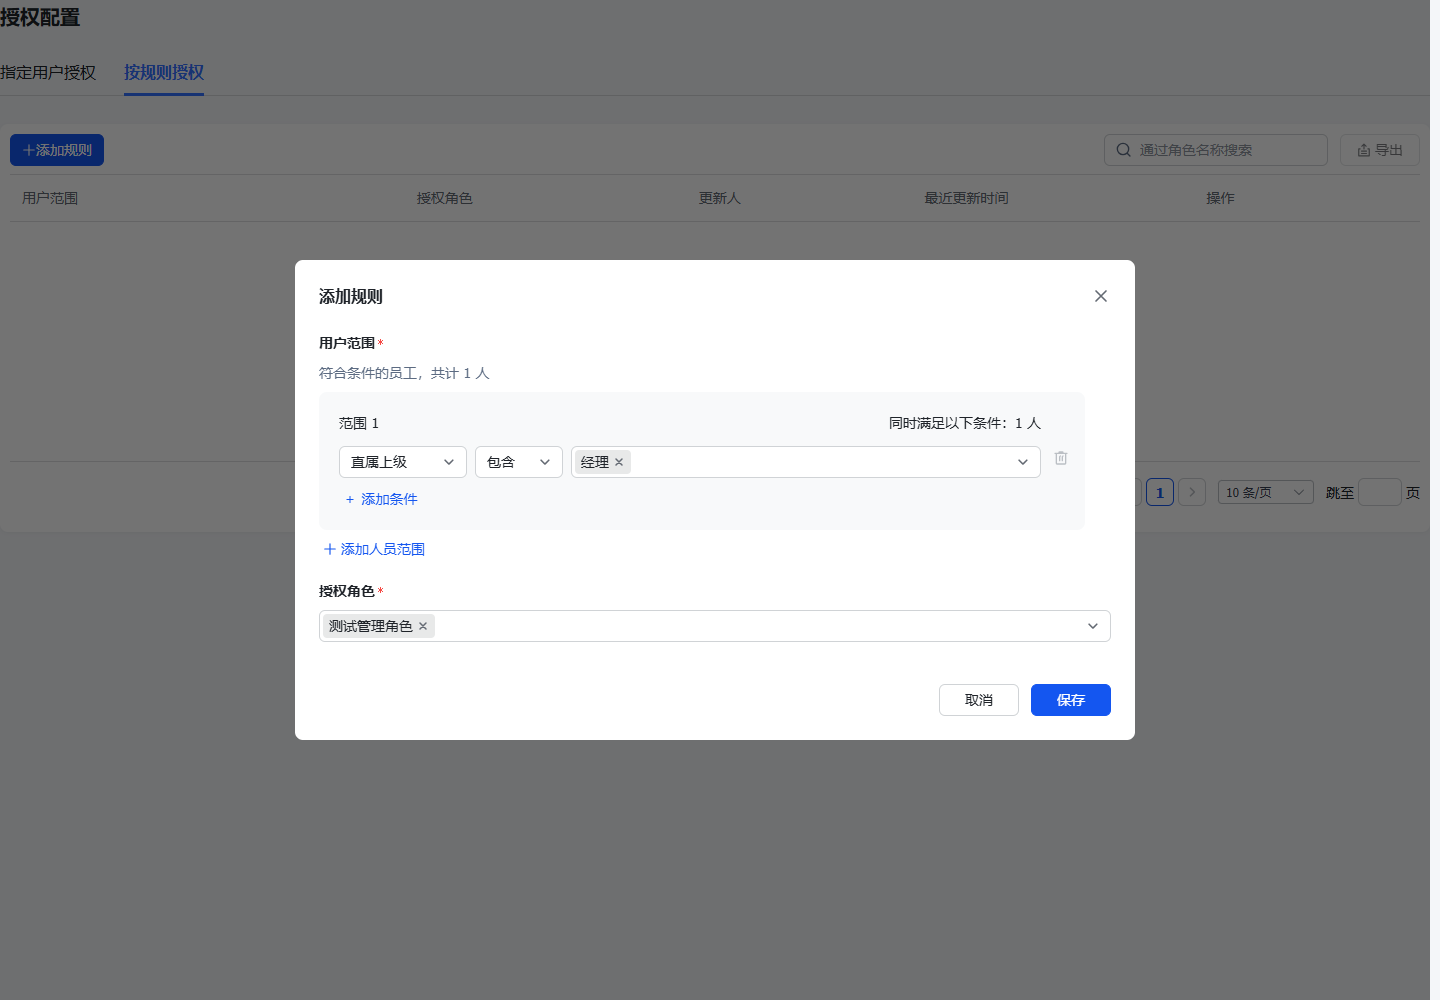 授权配置
指定用户授权 按规则授权
添加规则 通过角色名称搜索 导出
用户范围 授权角色 更新人 最近更新时间 操作
添加规则
用户范围*
符合条件的员工，共计 1 人
范围 1 同时满足以下条件：1 人
直属上级 包含 经理 ×
+ 添加条件
1 10 条/页 跳至 页
+ 添加人员范围
授权角色*
测试管理角色 ×
取消 保存